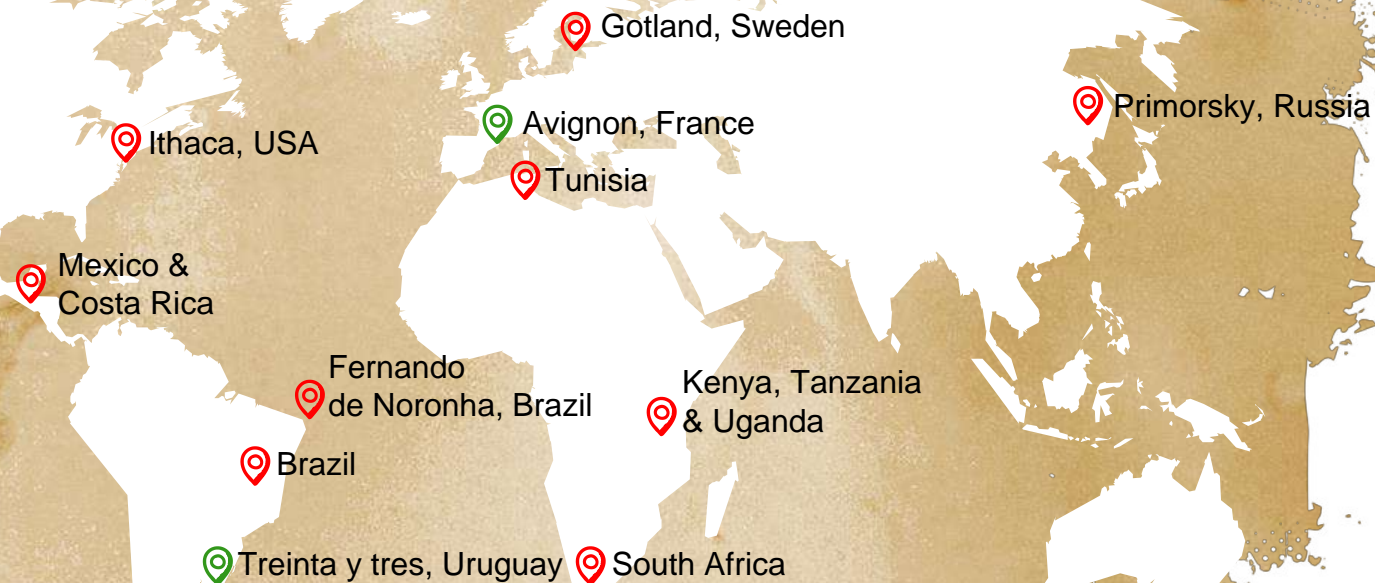 Gotland, Sweden
Primorsky, Russia
Avignon, France
Ithaca, USA
Tunisia
Mexico &
Costa Rica
Fernando
de Noronha, Brazil
Kenya, Tanzania
& Uganda
Brazil
Treinta y tres, Uruguay
South Africa